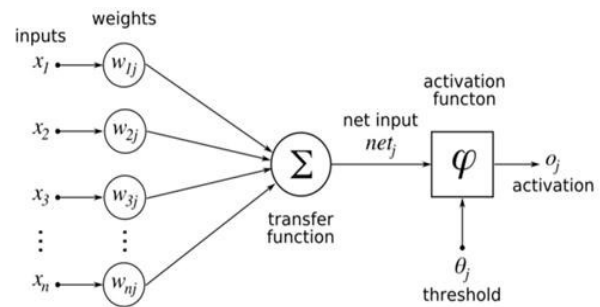 weights
inputs
activation
functon
x₁
w₁ⱼ
net input
netⱼ
x₂
w₂ⱼ
Σ
φ
oⱼ
activation
x₃
w₃ⱼ
transfer
function
⋮
⋮
θⱼ
threshold
xₙ
wₙⱼ